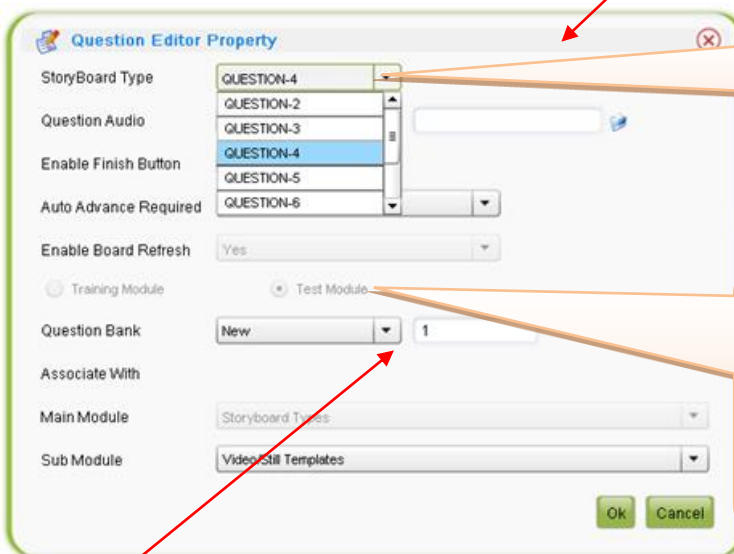 Question Editor Property
StoryBoard Type QUESTION-4
QUESTION-2
Question Audio QUESTION-3
QUESTION-4
Enable Finish Button
QUESTION-5
Auto Advance Required QUESTION-6
Enable Board Refresh Yes
Training Module Test Module
Question Bank New 1
Associate With
Main Module Storyboard Types
Sub Module Video/Still Templates
Ok Cancel